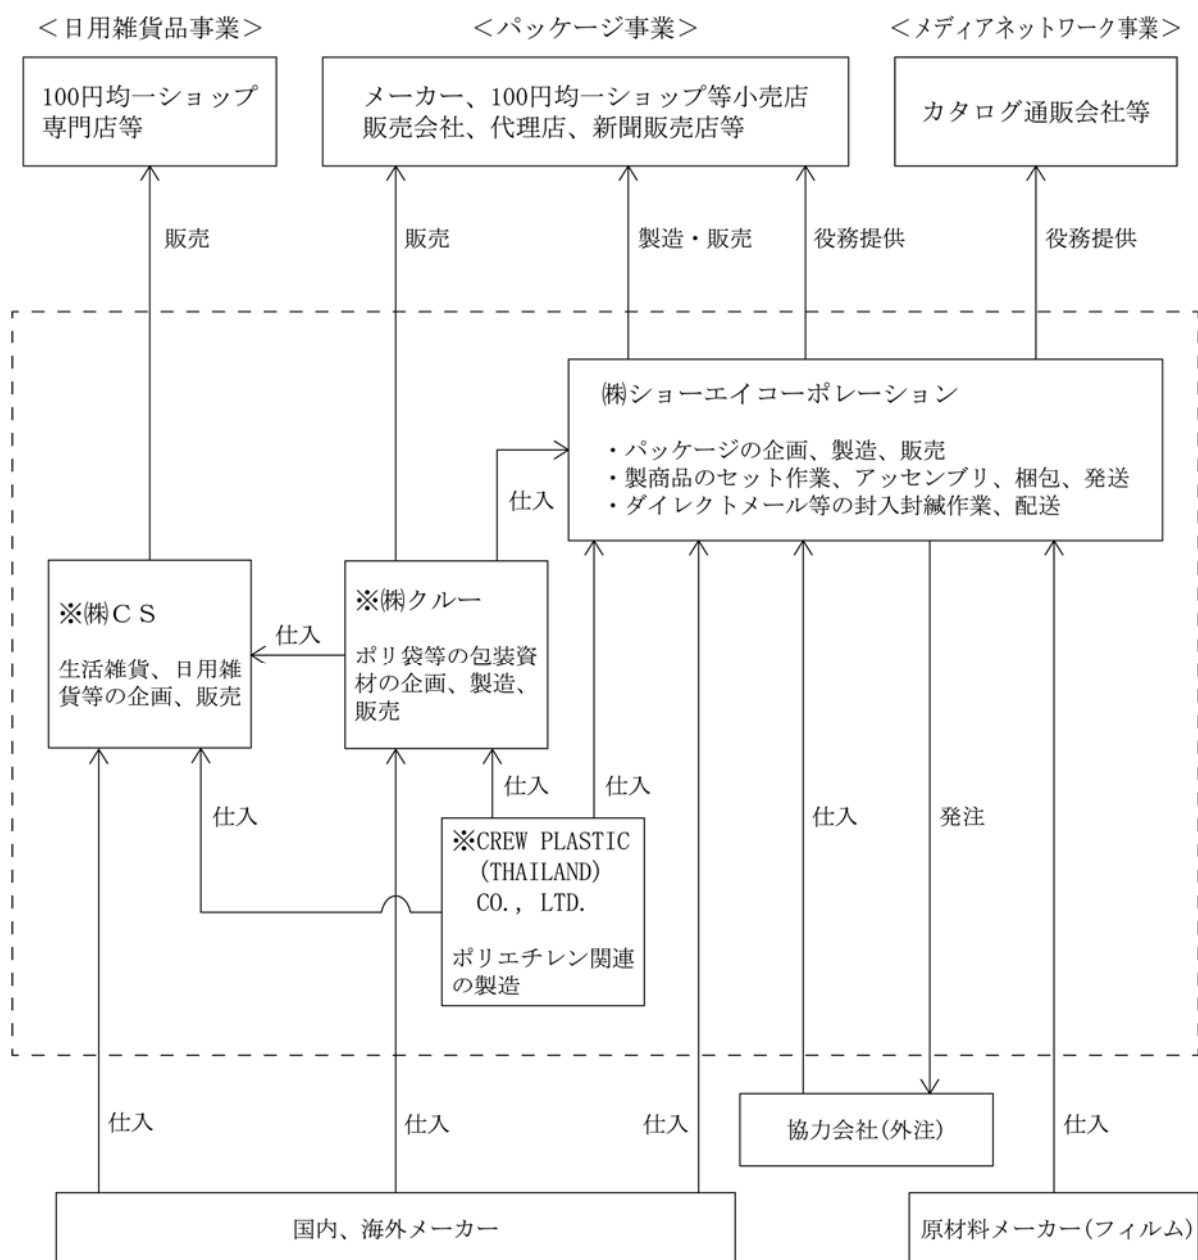 ＜日用雑貨品事業＞
＜パッケージ事業＞
＜メディアネットワーク事業＞
100円均一ショップ
専門店等
メーカー、100円均一ショップ等小売店
販売会社、代理店、新聞販売店等
カタログ通販会社等
販売
販売
製造・販売
役務提供
役務提供
㈱ショーエイコーポレーション
・パッケージの企画、製造、販売
・製商品のセット作業、アッセンブリ、梱包、発送
・ダイレクトメール等の封入封緘作業、配送
仕入
※㈱ＣＳ
生活雑貨、日用雑
貨等の企画、販売
仕入
※㈱クルー
ポリ袋等の包装資
材の企画、製造、
販売
仕入
仕入
仕入
仕入
発注
※CREW PLASTIC
(THAILAND)
CO., LTD.
ポリエチレン関連
の製造
仕入
仕入
仕入
協力会社(外注)
仕入
国内、海外メーカー
原材料メーカー(フィルム)